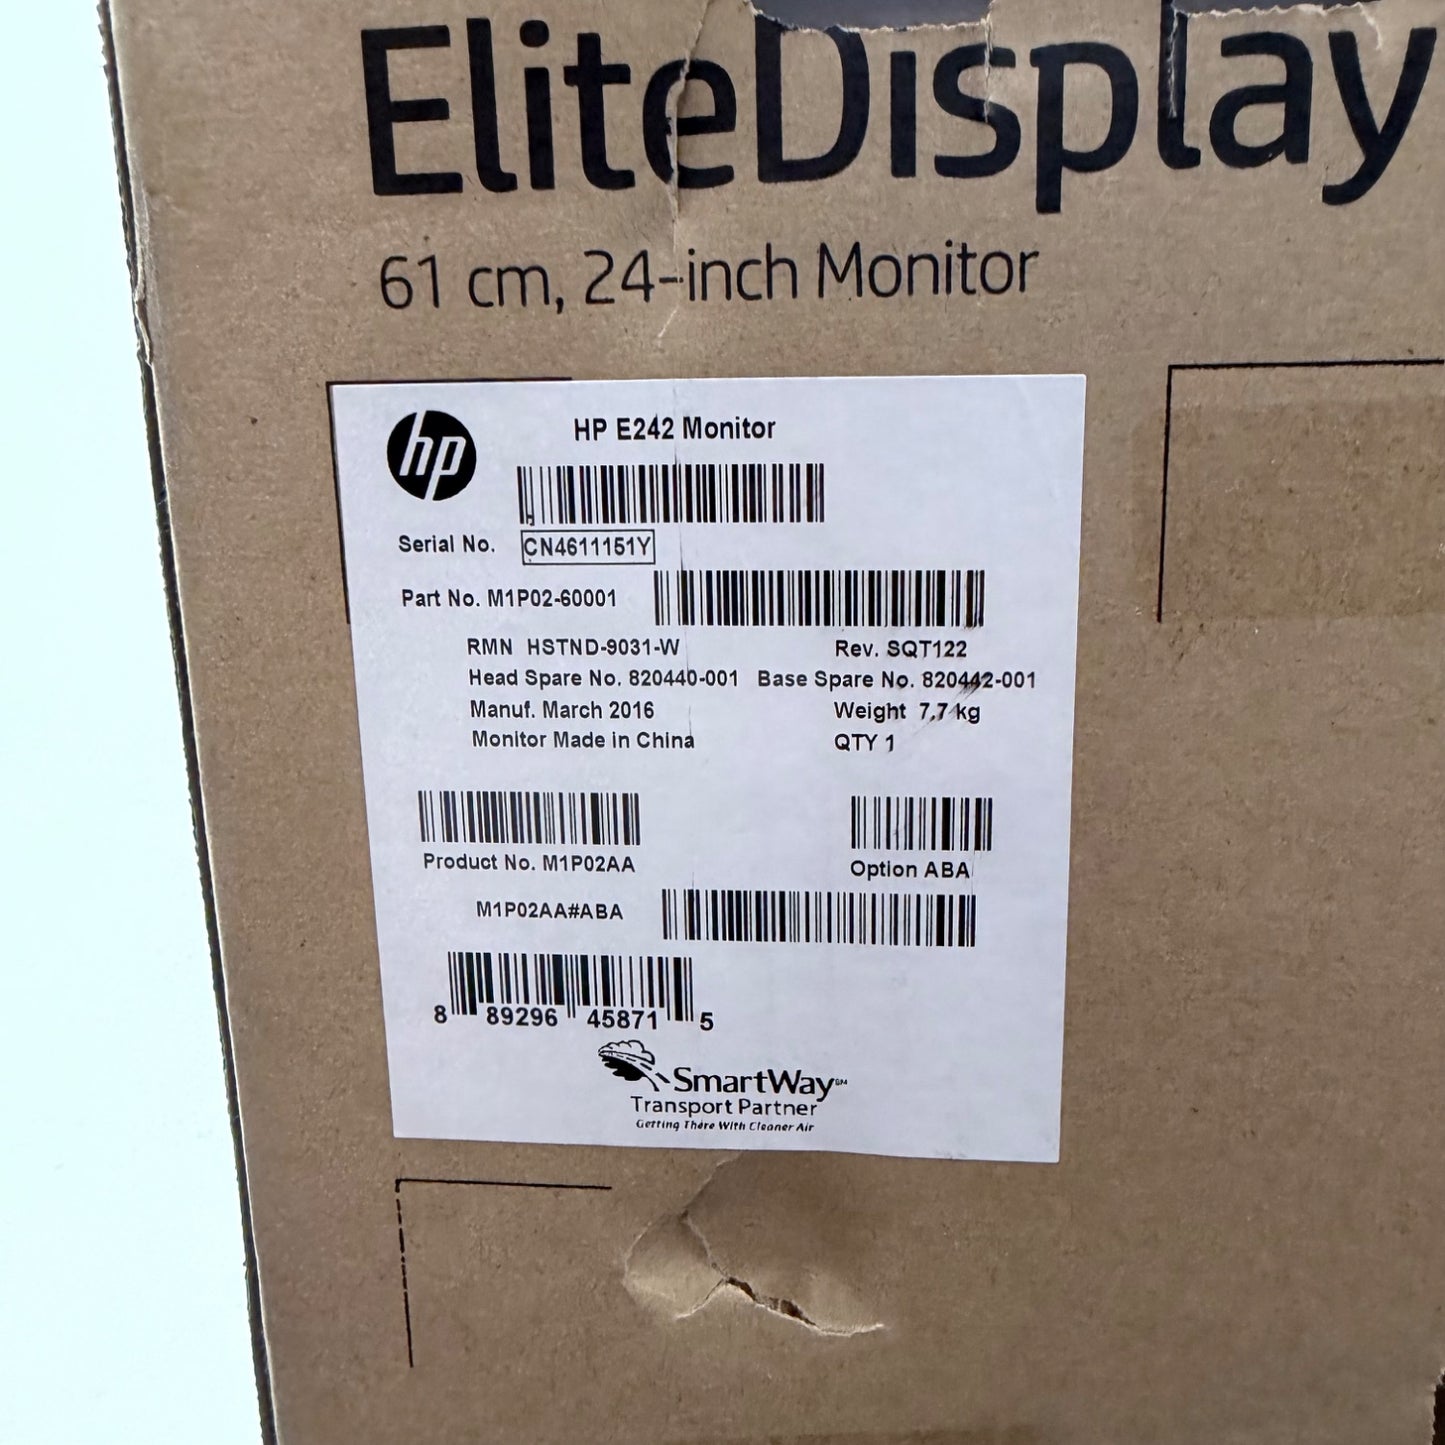 EliteDisplay
61 cm, 24-inch Monitor
hp
HP E242 Monitor
Serial No. CN4611151Y
Part No. M1P02-60001
RMN HSTND-9031-W Rev. SQT122
Head Spare No. 820440-001 Base Spare No. 820442-001
Manuf. March 2016 Weight 7,7 kg
Monitor Made in China QTY 1
Product No. M1P02AA Option ABA
M1P02AA#ABA
8 89296 45871 5
SmartWay SM
Transport Partner
Getting There With Cleaner Air